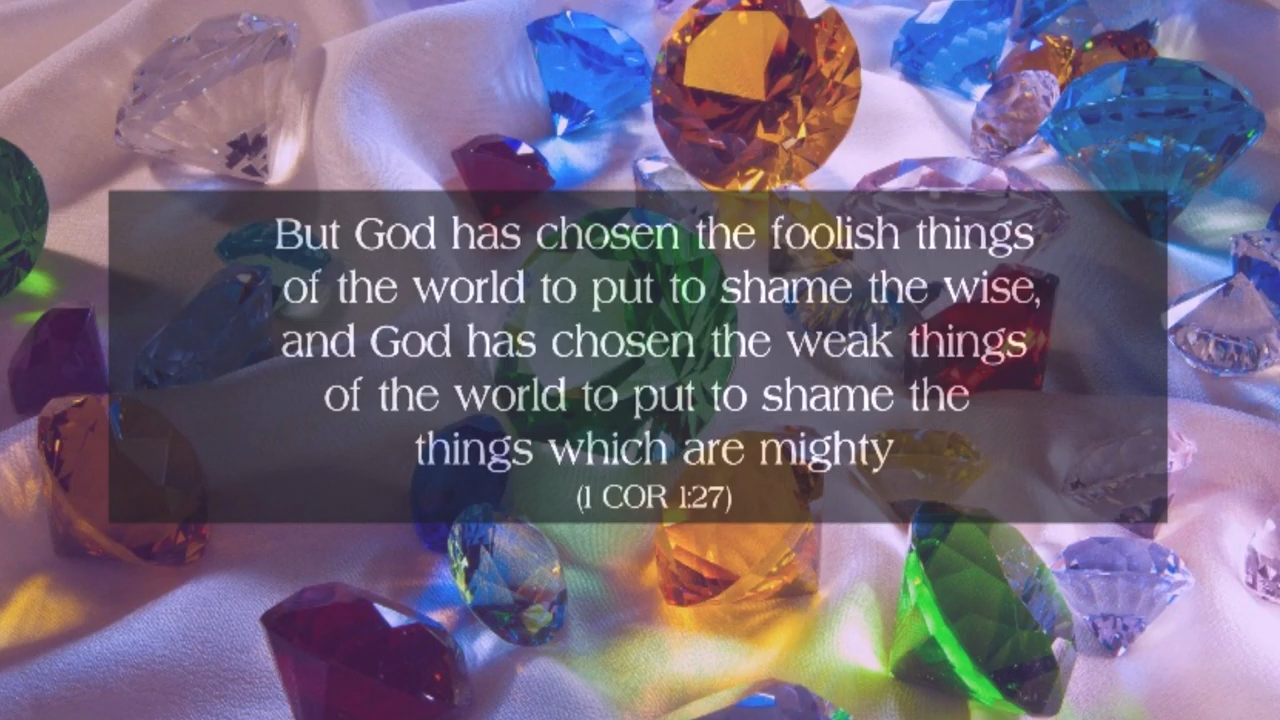 But God has chosen the foolish things
of the world to put to shame the wise,
and God has chosen the weak things
of the world to put to shame the
things which are mighty
(1 COR 1:27)